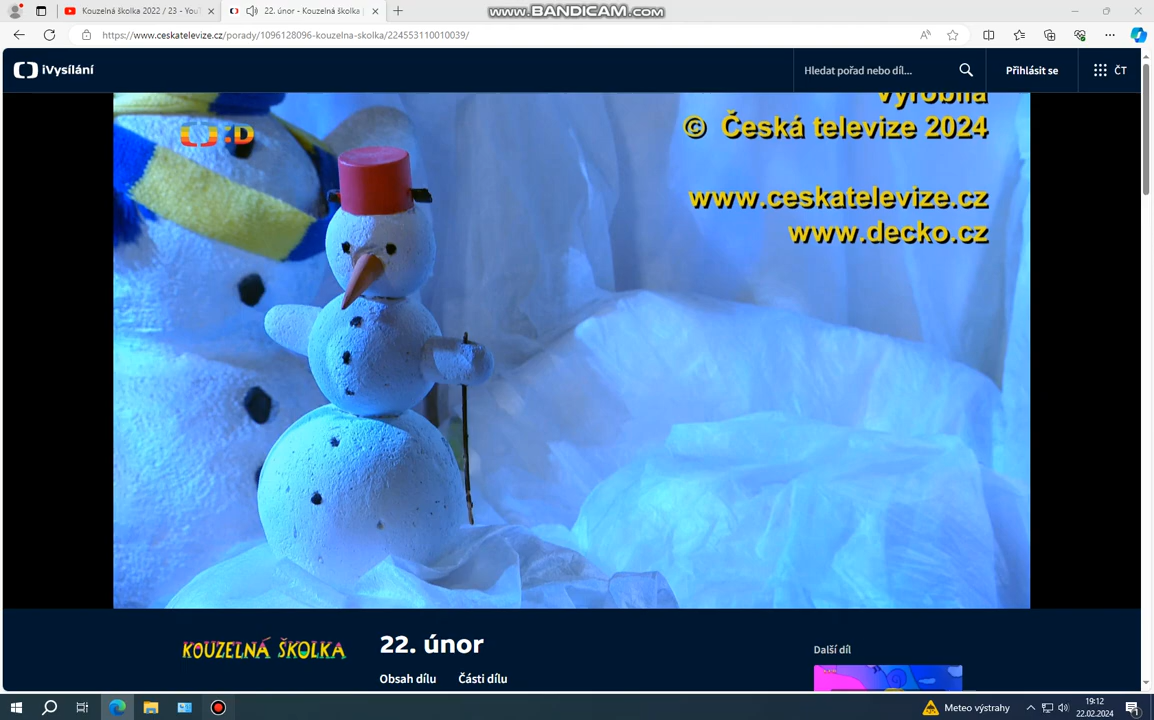 Kouzelná školka 2022 / 23 - You
22. únor - Kouzelná školka
www.BANDICAM.com
https://www.ceskatelevize.cz/porady/1096128096-kouzelna-skolka/224553110010039/
iVysílání
Hledat pořad nebo díl...
Přihlásit se
ČT
:D
Vyrobila
© Česká televize 2024
www.ceskatelevize.cz
www.decko.cz
KOUZELNÁ ŠKOLKA
22. únor
Obsah dílu
Části dílu
Další díl
Meteo výstrahy
19:12
22.02.2024